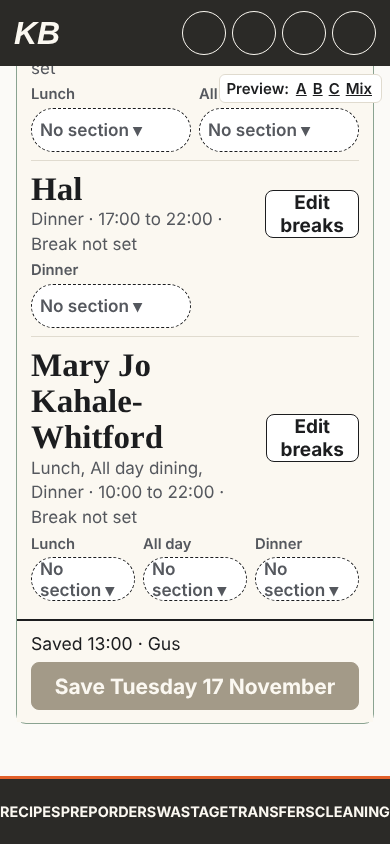 KB
set
Preview: A B C Mix
Lunch All
No section ▾ No section ▾
Hal
Dinner · 17:00 to 22:00 ·
Break not set
Edit
breaks
Dinner
No section ▾
Mary Jo
Kahale-
Whitford
Lunch, All day dining,
Dinner · 10:00 to 22:00 ·
Break not set
Edit
breaks
Lunch All day Dinner
No
section ▾
No
section ▾
No
section ▾
Saved 13:00 · Gus
Save Tuesday 17 November
RECIPESPREPORDERSWASTAGETRANSFERSCLEANING